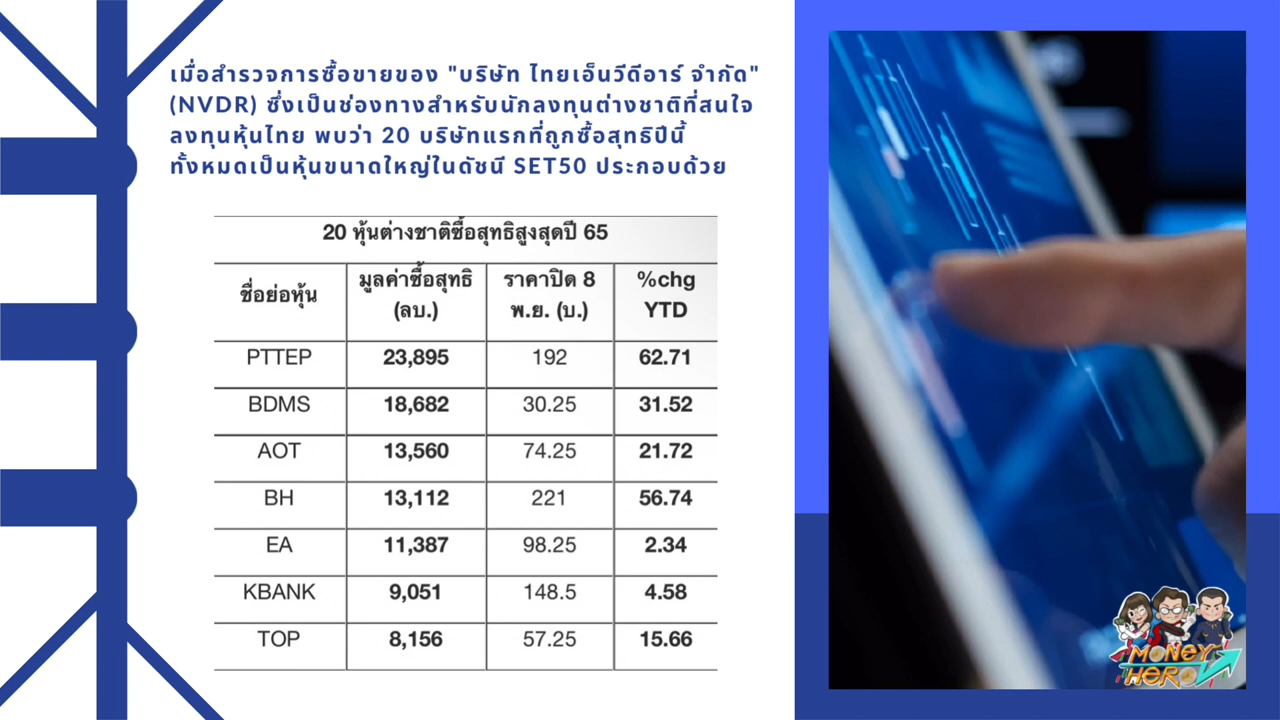 เมื่อสำรวจการซื้อขายของ "บริษัท ไทยเอ็นวีดีอาร์ จำกัด"
(NVDR) ซึ่งเป็นช่องทางสำหรับนักลงทุนต่างชาติที่สนใจ
ลงทุนหุ้นไทย พบว่า 20 บริษัทแรกที่ถูกซื้อสุทธิปีนี้
ทั้งหมดเป็นหุ้นขนาดใหญ่ในดัชนี SET50 ประกอบด้วย
20 หุ้นต่างชาติซื้อสุทธิสูงสุดปี 65
ชื่อย่อหุ้น มูลค่าซื้อสุทธิ (ลบ.) ราคาปิด 8 พ.ย. (บ.) %chg YTD
PTTEP 23,895 192 62.71
BDMS 18,682 30.25 31.52
AOT 13,560 74.25 21.72
BH 13,112 221 56.74
EA 11,387 98.25 2.34
KBANK 9,051 148.5 4.58
TOP 8,156 57.25 15.66
MONEY
HERO